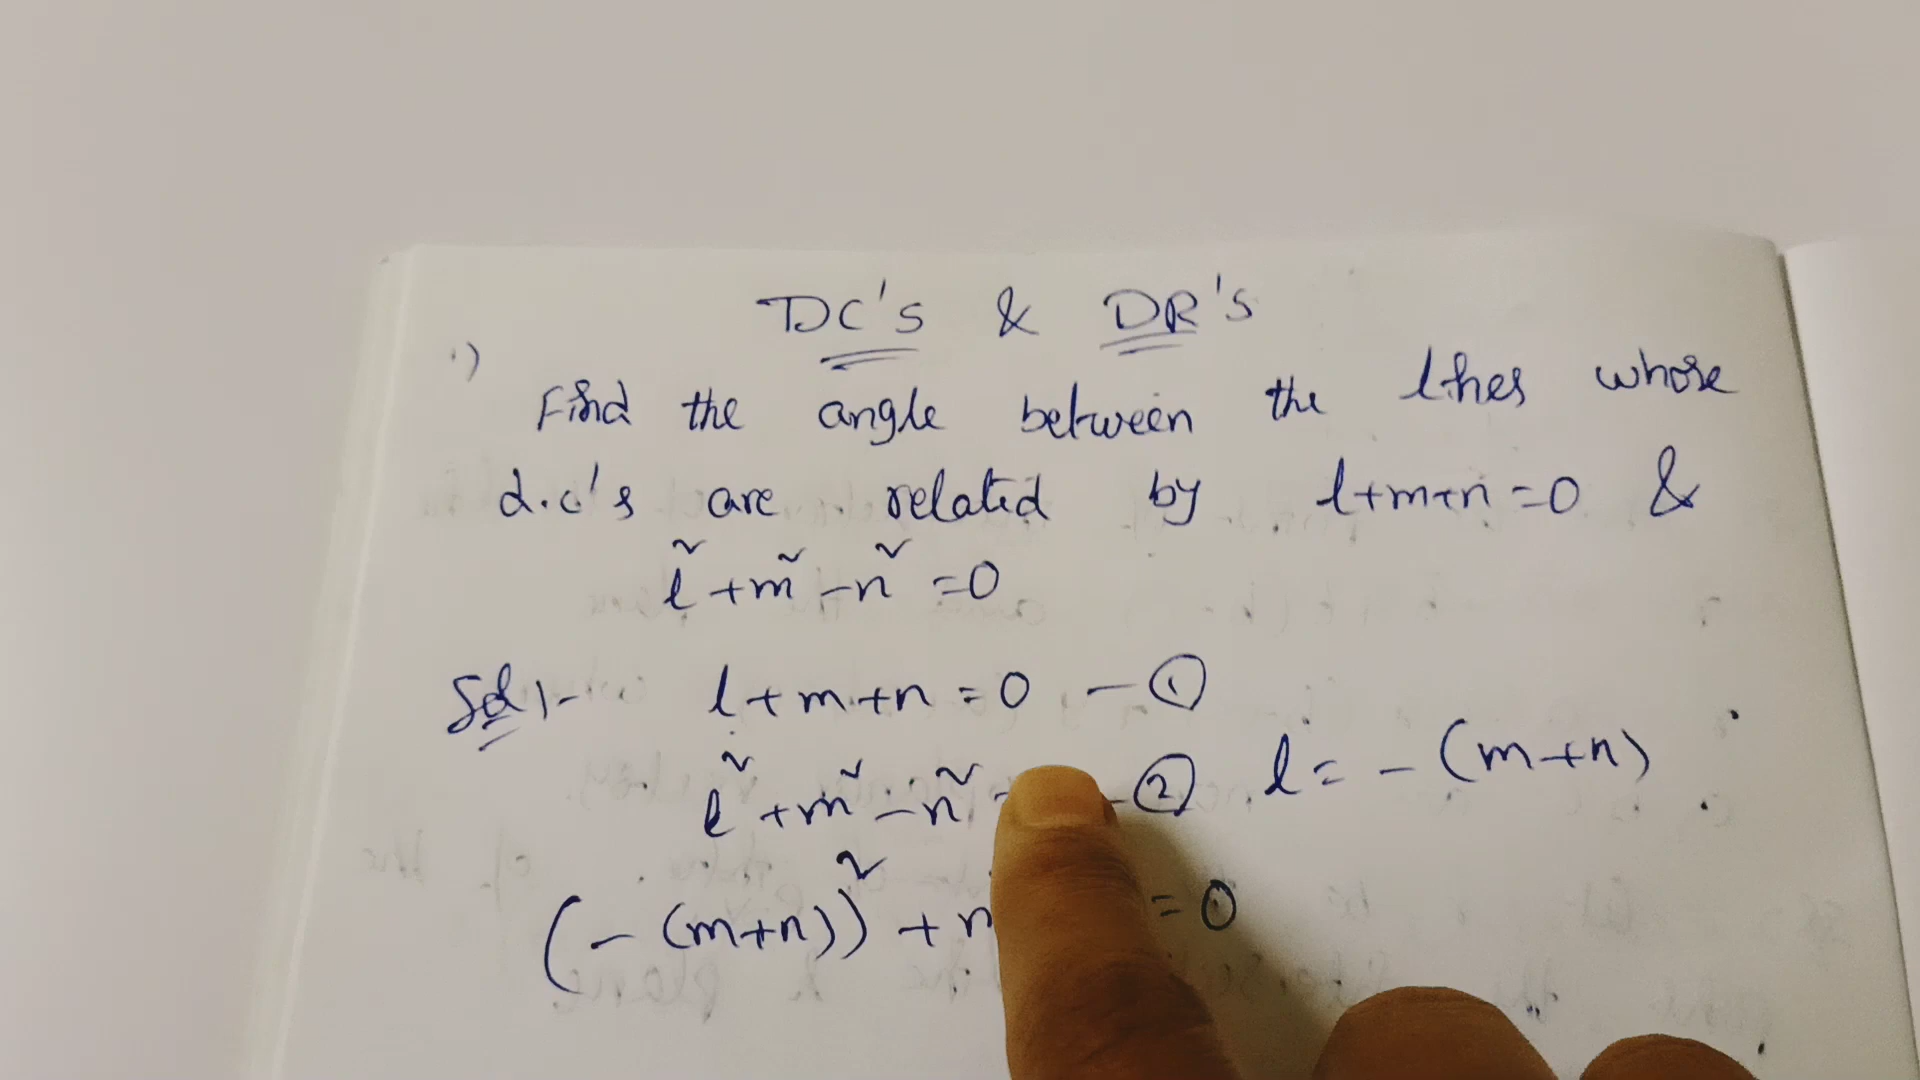 DC's & DR's
1)
Find the angle between the lines whose
d.c's are related by l+m+n=0 &
l²+m²-n²=0
Sol:- l+m+n=0 -①
l²+m²-n² -② l=-(m+n)
(-(m+n))²+ =0